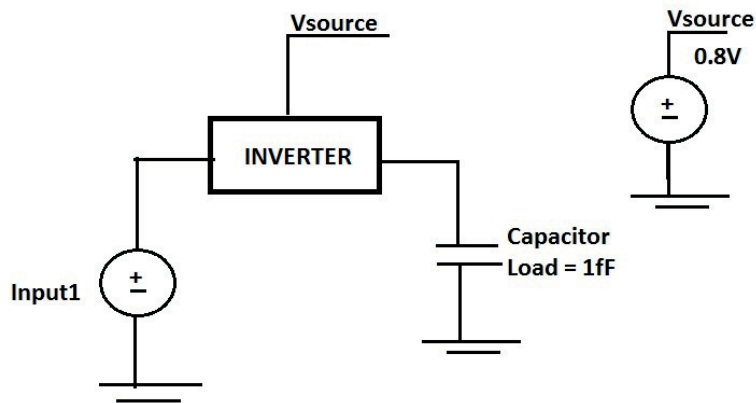 Vsource
Vsource
0.8V
+
INVERTER
+
Capacitor
Load = 1fF
Input1